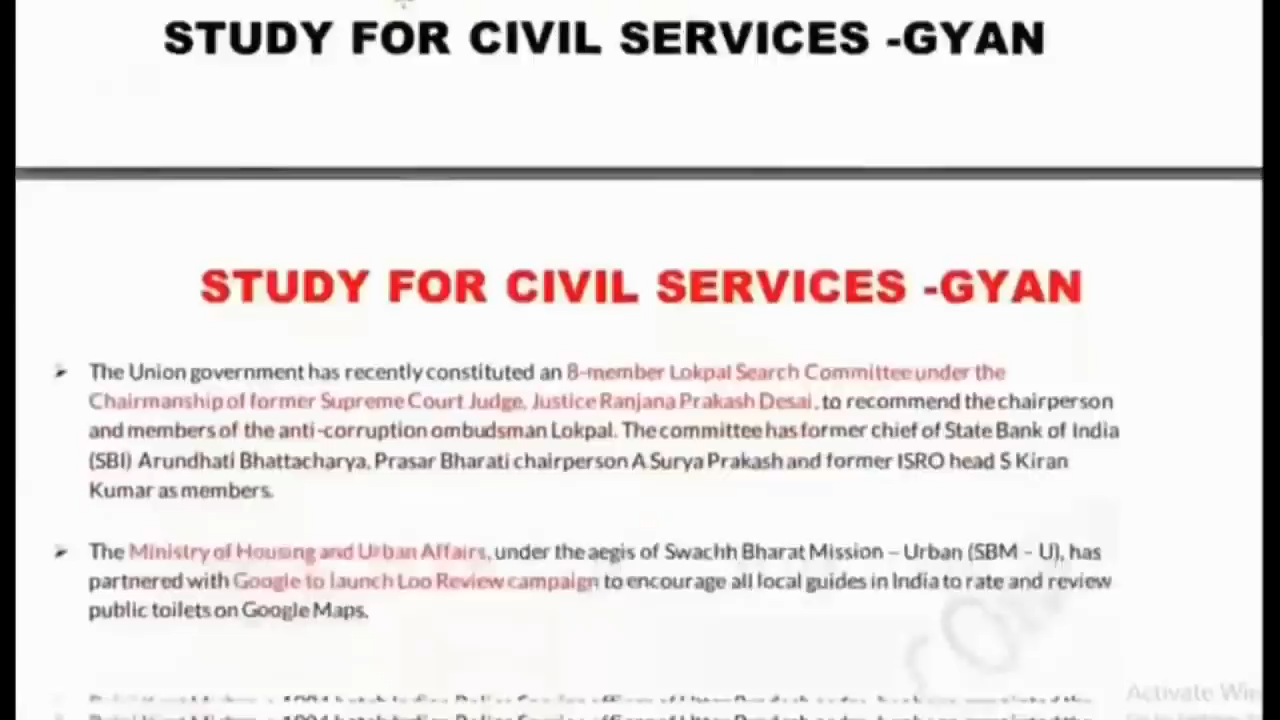 STUDY FOR CIVIL SERVICES -GYAN
STUDY FOR CIVIL SERVICES -GYAN
➤ The Union government has recently constituted an 8-member Lokpal Search Committee under the
Chairmanship of former Supreme Court Judge, Justice Ranjana Prakash Desai, to recommend the chairperson
and members of the anti-corruption ombudsman Lokpal. The committee has former chief of State Bank of India
(SBI) Arundhati Bhattacharya, Prasar Bharati chairperson A Surya Prakash and former ISRO head S Kiran
Kumar as members.
➤ The Ministry of Housing and Urban Affairs, under the aegis of Swachh Bharat Mission – Urban (SBM – U), has
partnered with Google to launch Loo Review campaign to encourage all local guides in India to rate and review
public toilets on Google Maps.
Activate